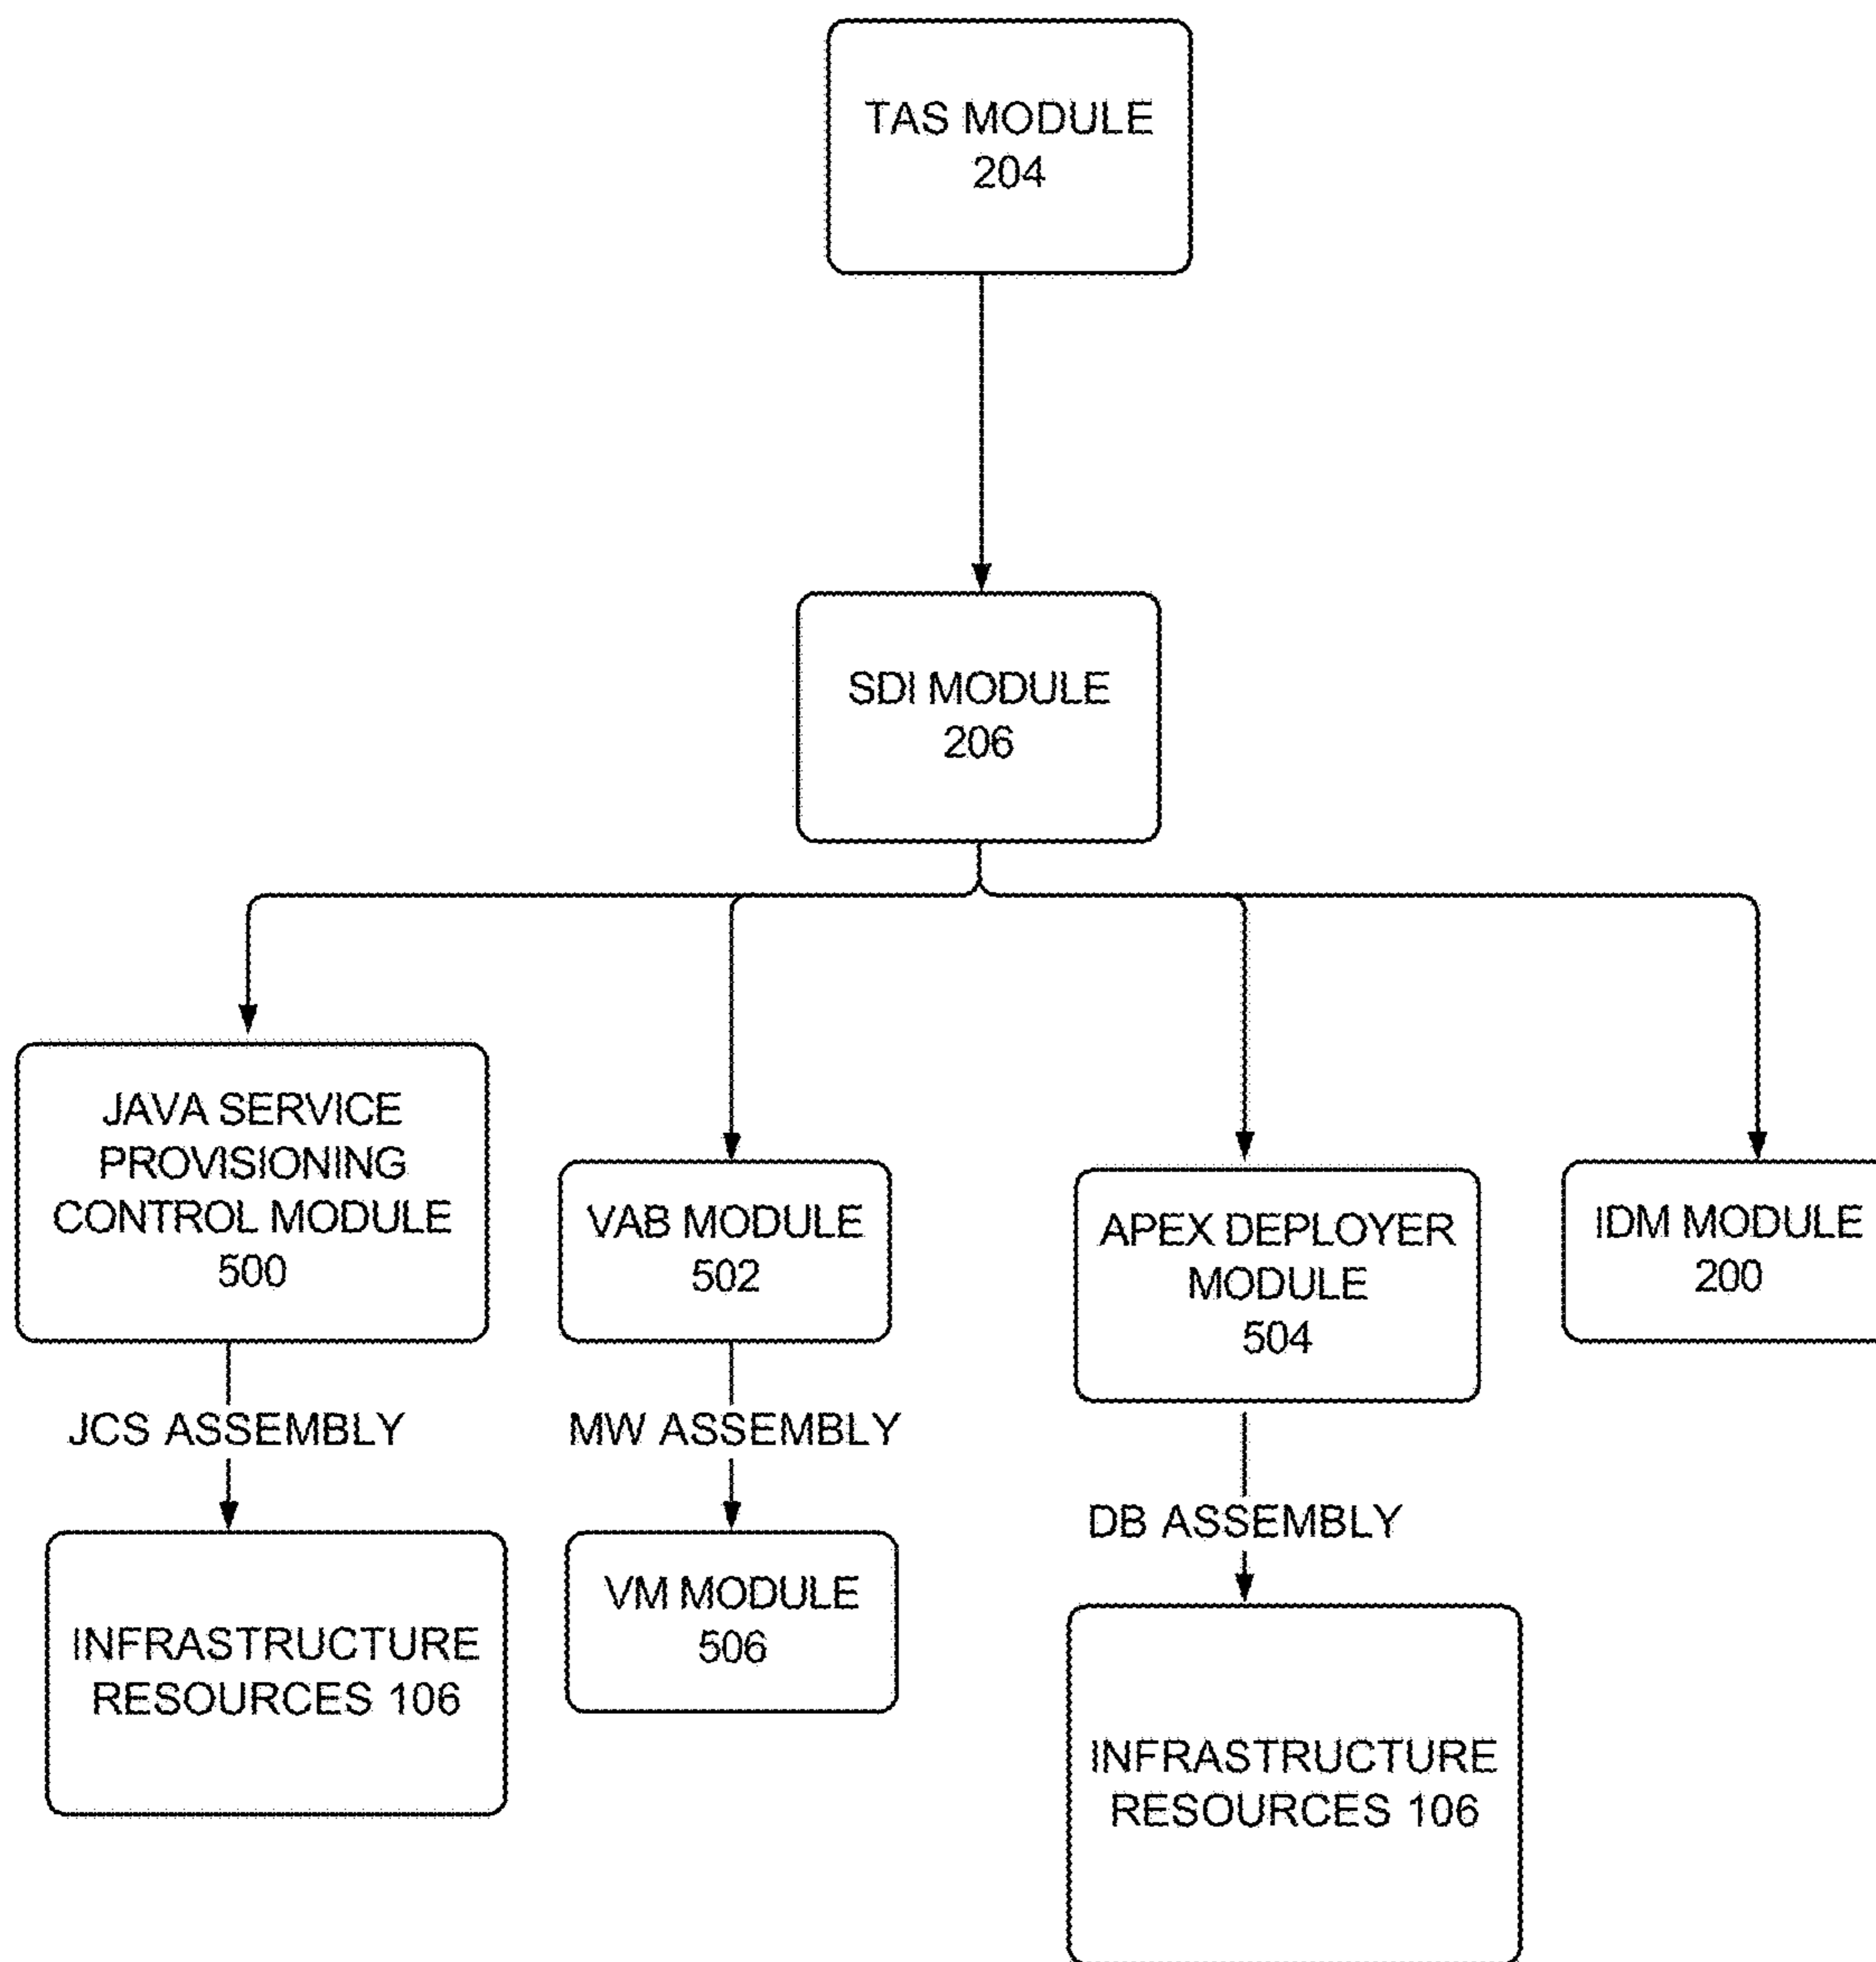 TAS MODULE
204
SDI MODULE
206
JAVA SERVICE
PROVISIONING
CONTROL MODULE
500
VAB MODULE
502
APEX DEPLOYER
MODULE
504
IDM MODULE
200
JCS ASSEMBLY
MW ASSEMBLY
DB ASSEMBLY
INFRASTRUCTURE
RESOURCES 106
VM MODULE
506
INFRASTRUCTURE
RESOURCES 106